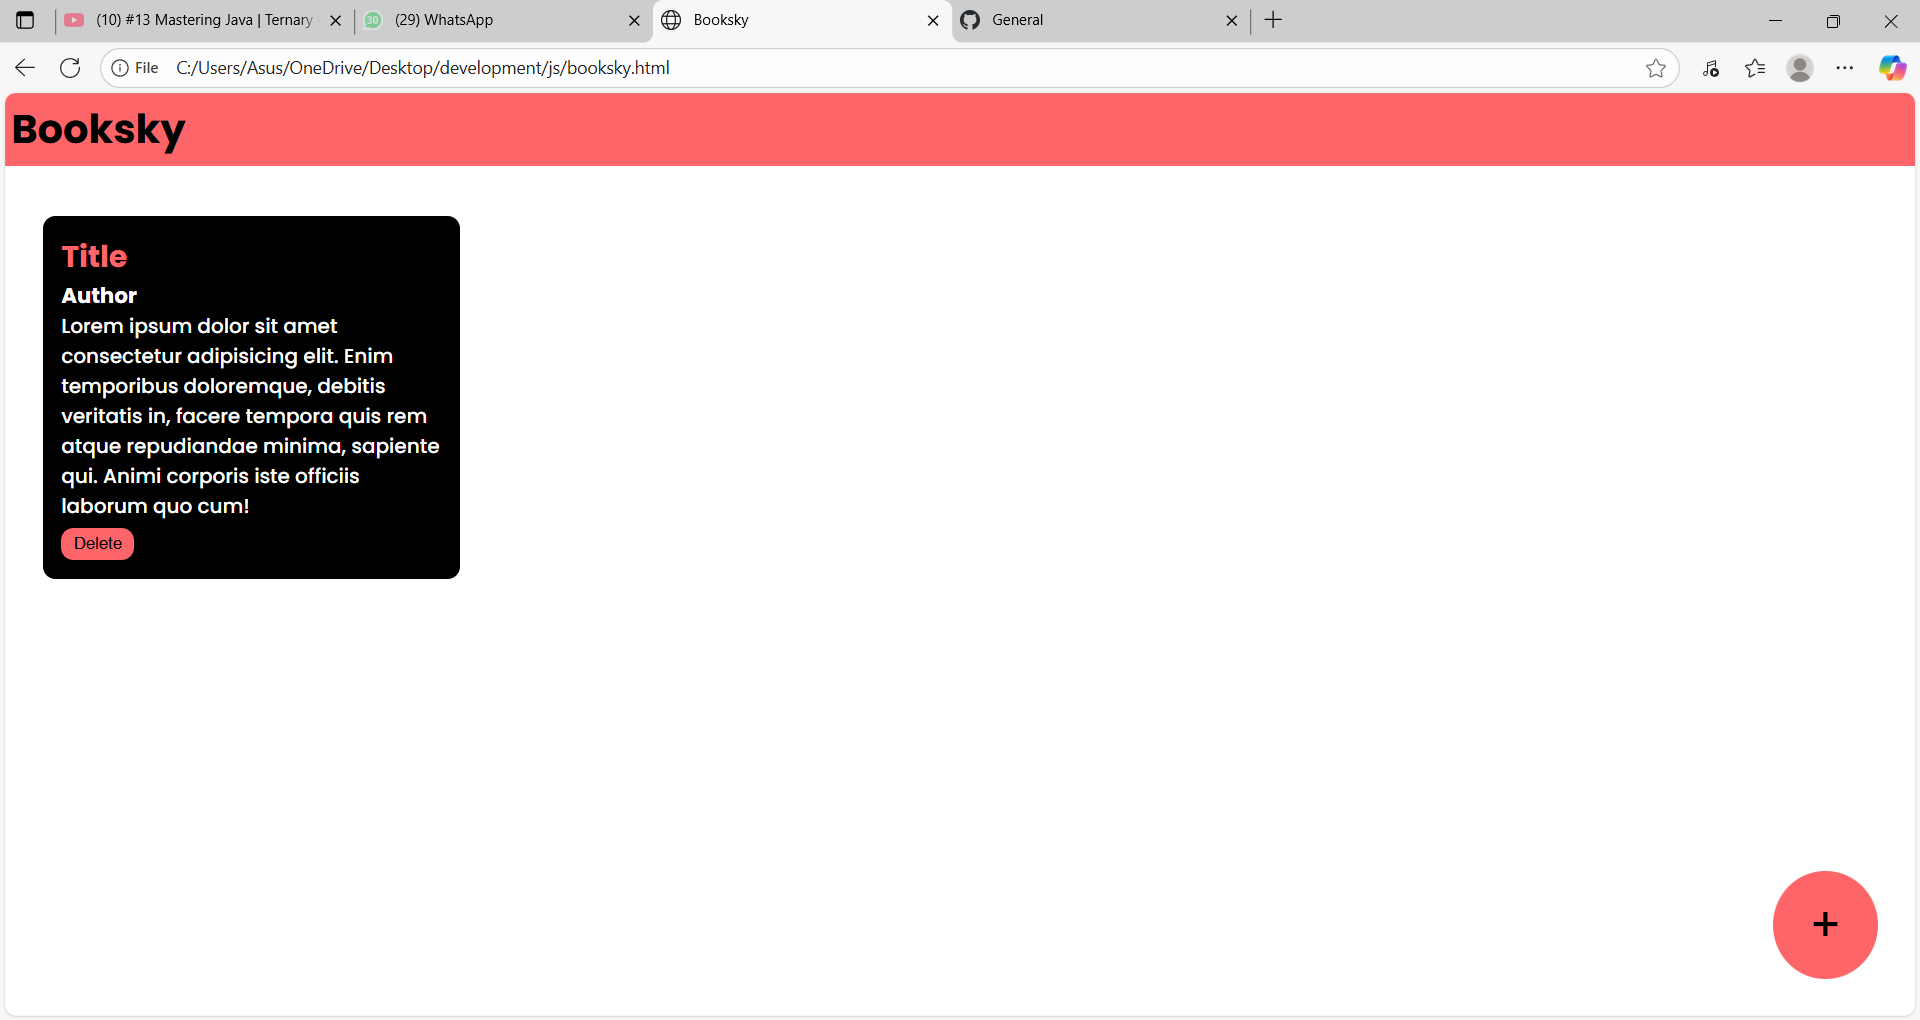 (10) #13 Mastering Java | Ternary
30
(29) WhatsApp
Booksky
General
File
C:/Users/Asus/OneDrive/Desktop/development/js/booksky.html
Booksky
Title
Author
Lorem ipsum dolor sit amet
consectetur adipisicing elit. Enim
temporibus doloremque, debitis
veritatis in, facere tempora quis rem
atque repudiandae minima, sapiente
qui. Animi corporis iste officiis
laborum quo cum!
Delete
+